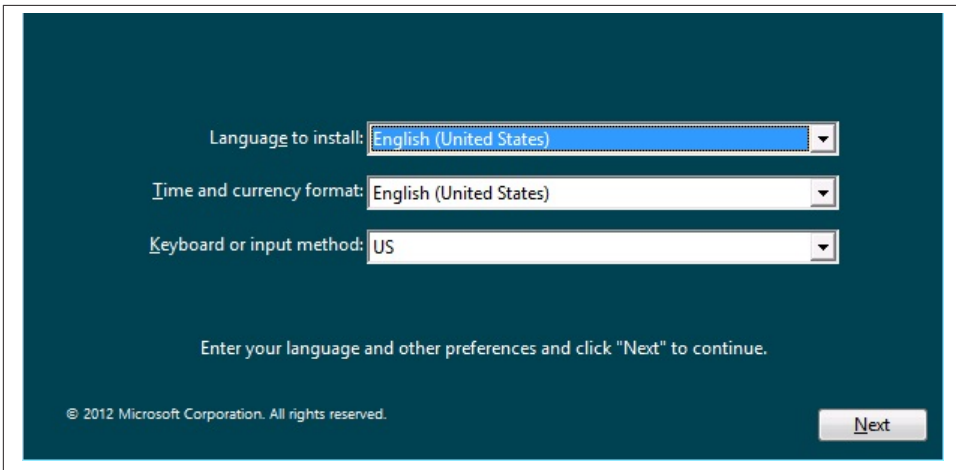 Language to install: English (United States)
Time and currency format: English (United States)
Keyboard or input method: US
Enter your language and other preferences and click "Next" to continue.
© 2012 Microsoft Corporation. All rights reserved.
Next